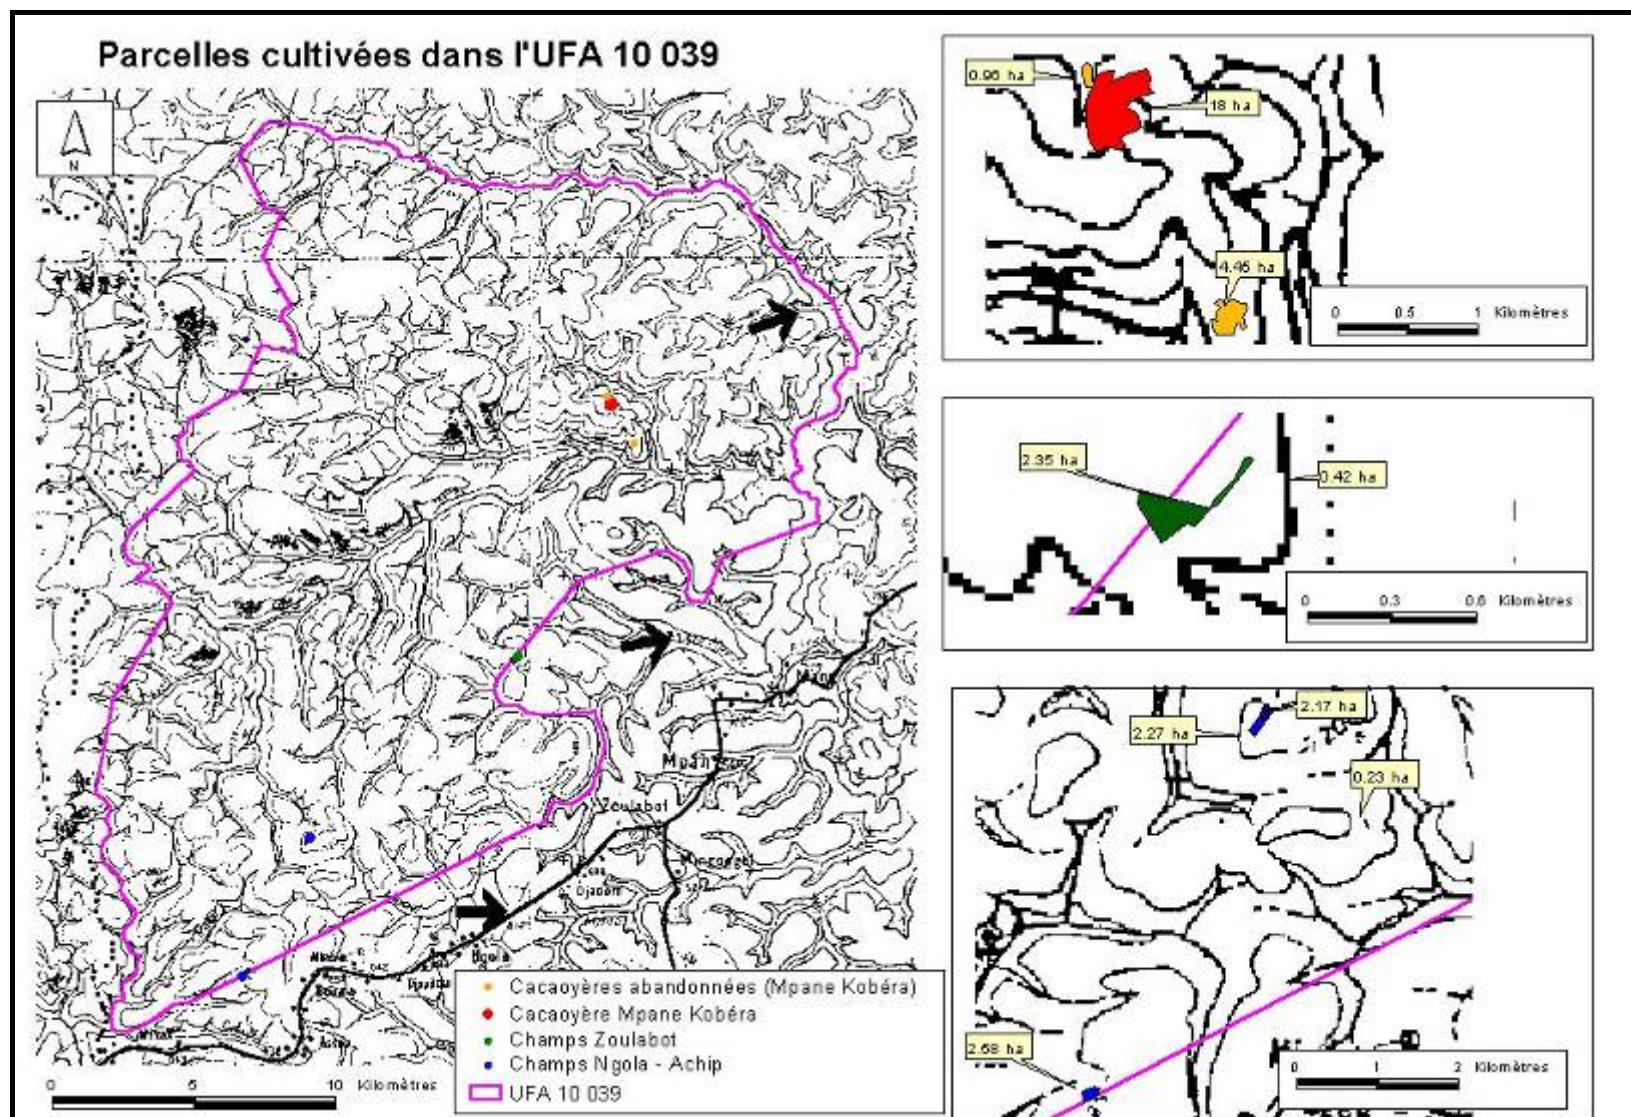 Parcelles cultivées dans l'UFA 10 039
N
Zoulabot
Djadom
Ngola
0 5 10 Kilomètres
Cacaoyères abandonnées (Mpane Kobéra)
Cacaoyère Mpane Kobéra
Champs Zoulabot
Champs Ngola - Achip
UFA 10 039
0.96 ha
18 ha
4.46 ha
0 0.5 1 Kilomètres
2.35 ha
0.42 ha
0 0.3 0.6 Kilomètres
2.17 ha
2.27 ha
0.23 ha
2.68 ha
0 1 2 Kilomètres